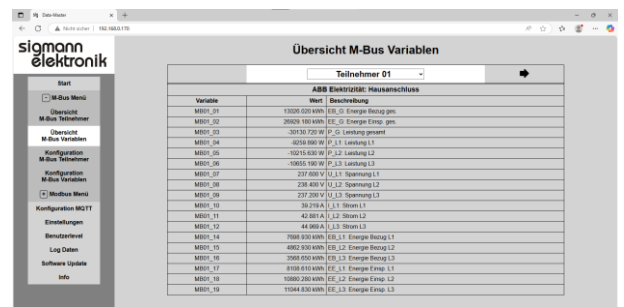 Data-Master
Nicht sicher | 192.168.0.170
sigmann
elektronik
Übersicht M-Bus Variablen
Start
- M-Bus Menü
Übersicht
M-Bus Teilnehmer
Übersicht
M-Bus Variablen
Konfiguration
M-Bus Teilnehmer
Konfiguration
M-Bus Variablen
+ Modbus Menü
Konfiguration MQTT
Einstellungen
Benutzerlevel
Log Daten
Software Update
Info
Teilnehmer 01
ABB Elektrizität: Hausanschluss
Variable Wert Beschreibung
MB01_01 13026.020 kWh EB_G: Energie Bezug ges.
MB01_02 26929.180 kWh EE_G: Energie Einsp. ges.
MB01_03 -30130.720 W P_G: Leistung gesamt
MB01_04 -9259.890 W P_L1: Leistung L1
MB01_05 -10215.630 W P_L2: Leistung L2
MB01_06 -10655.190 W P_L3: Leistung L3
MB01_07 237.600 V U_L1: Spannung L1
MB01_08 238.400 V U_L2: Spannung L2
MB01_09 237.200 V U_L3: Spannung L3
MB01_10 39.219 A I_L1: Strom L1
MB01_11 42.881 A I_L2: Strom L2
MB01_12 44.969 A I_L3: Strom L3
MB01_14 7698.930 kWh EB_L1: Energie Bezug L1
MB01_15 4962.930 kWh EB_L2: Energie Bezug L2
MB01_16 3568.650 kWh EB_L3: Energie Bezug L3
MB01_17 8108.610 kWh EE_L1: Energie Einsp. L1
MB01_18 10880.280 kWh EE_L2: Energie Einsp. L2
MB01_19 11044.830 kWh EE_L3: Energie Einsp. L3